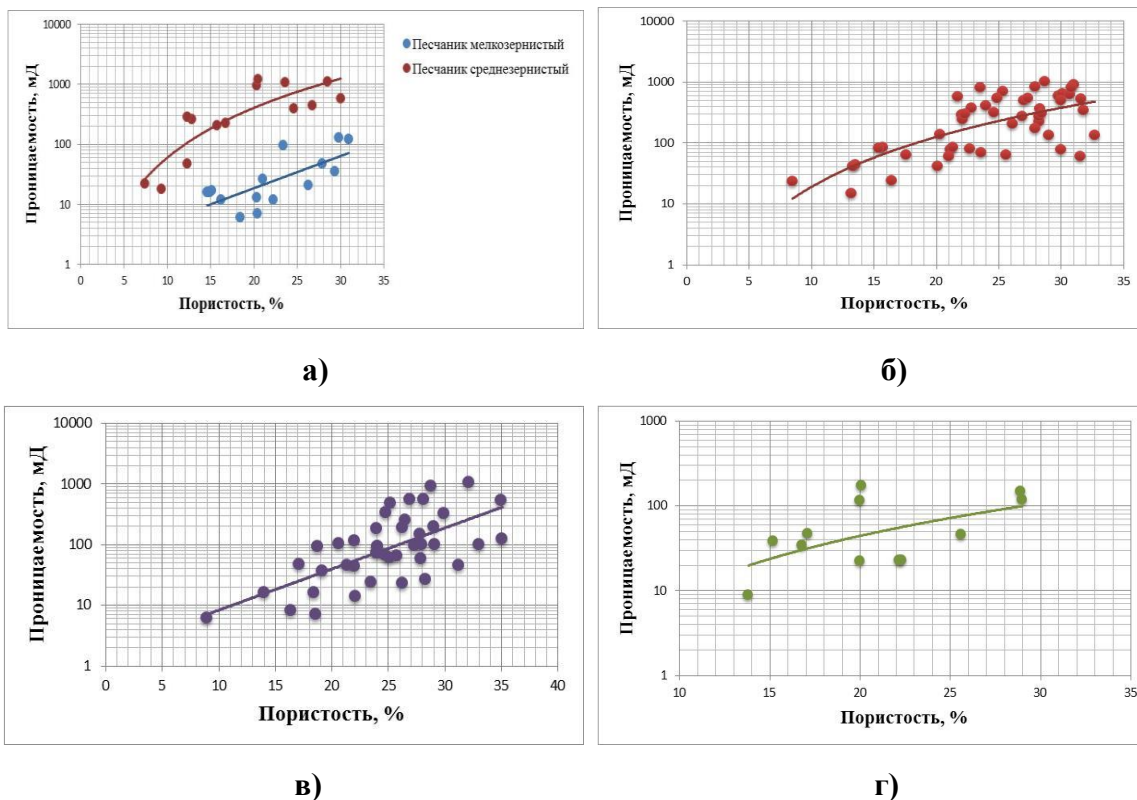 10000
1000
100
10
1
0 5 10 15 20 25 30 35
Проницаемость, мД
Пористость, %
Песчаник мелкозернистый
Песчаник среднезернистый
а)
10000
1000
100
10
1
0 5 10 15 20 25 30 35
Проницаемость, мД
Пористость, %
б)
10000
1000
100
10
1
0 5 10 15 20 25 30 35 40
Проницаемость, мД
Пористость, %
в)
1000
100
10
1
10 15 20 25 30 35
Проницаемость, мД
Пористость, %
г)